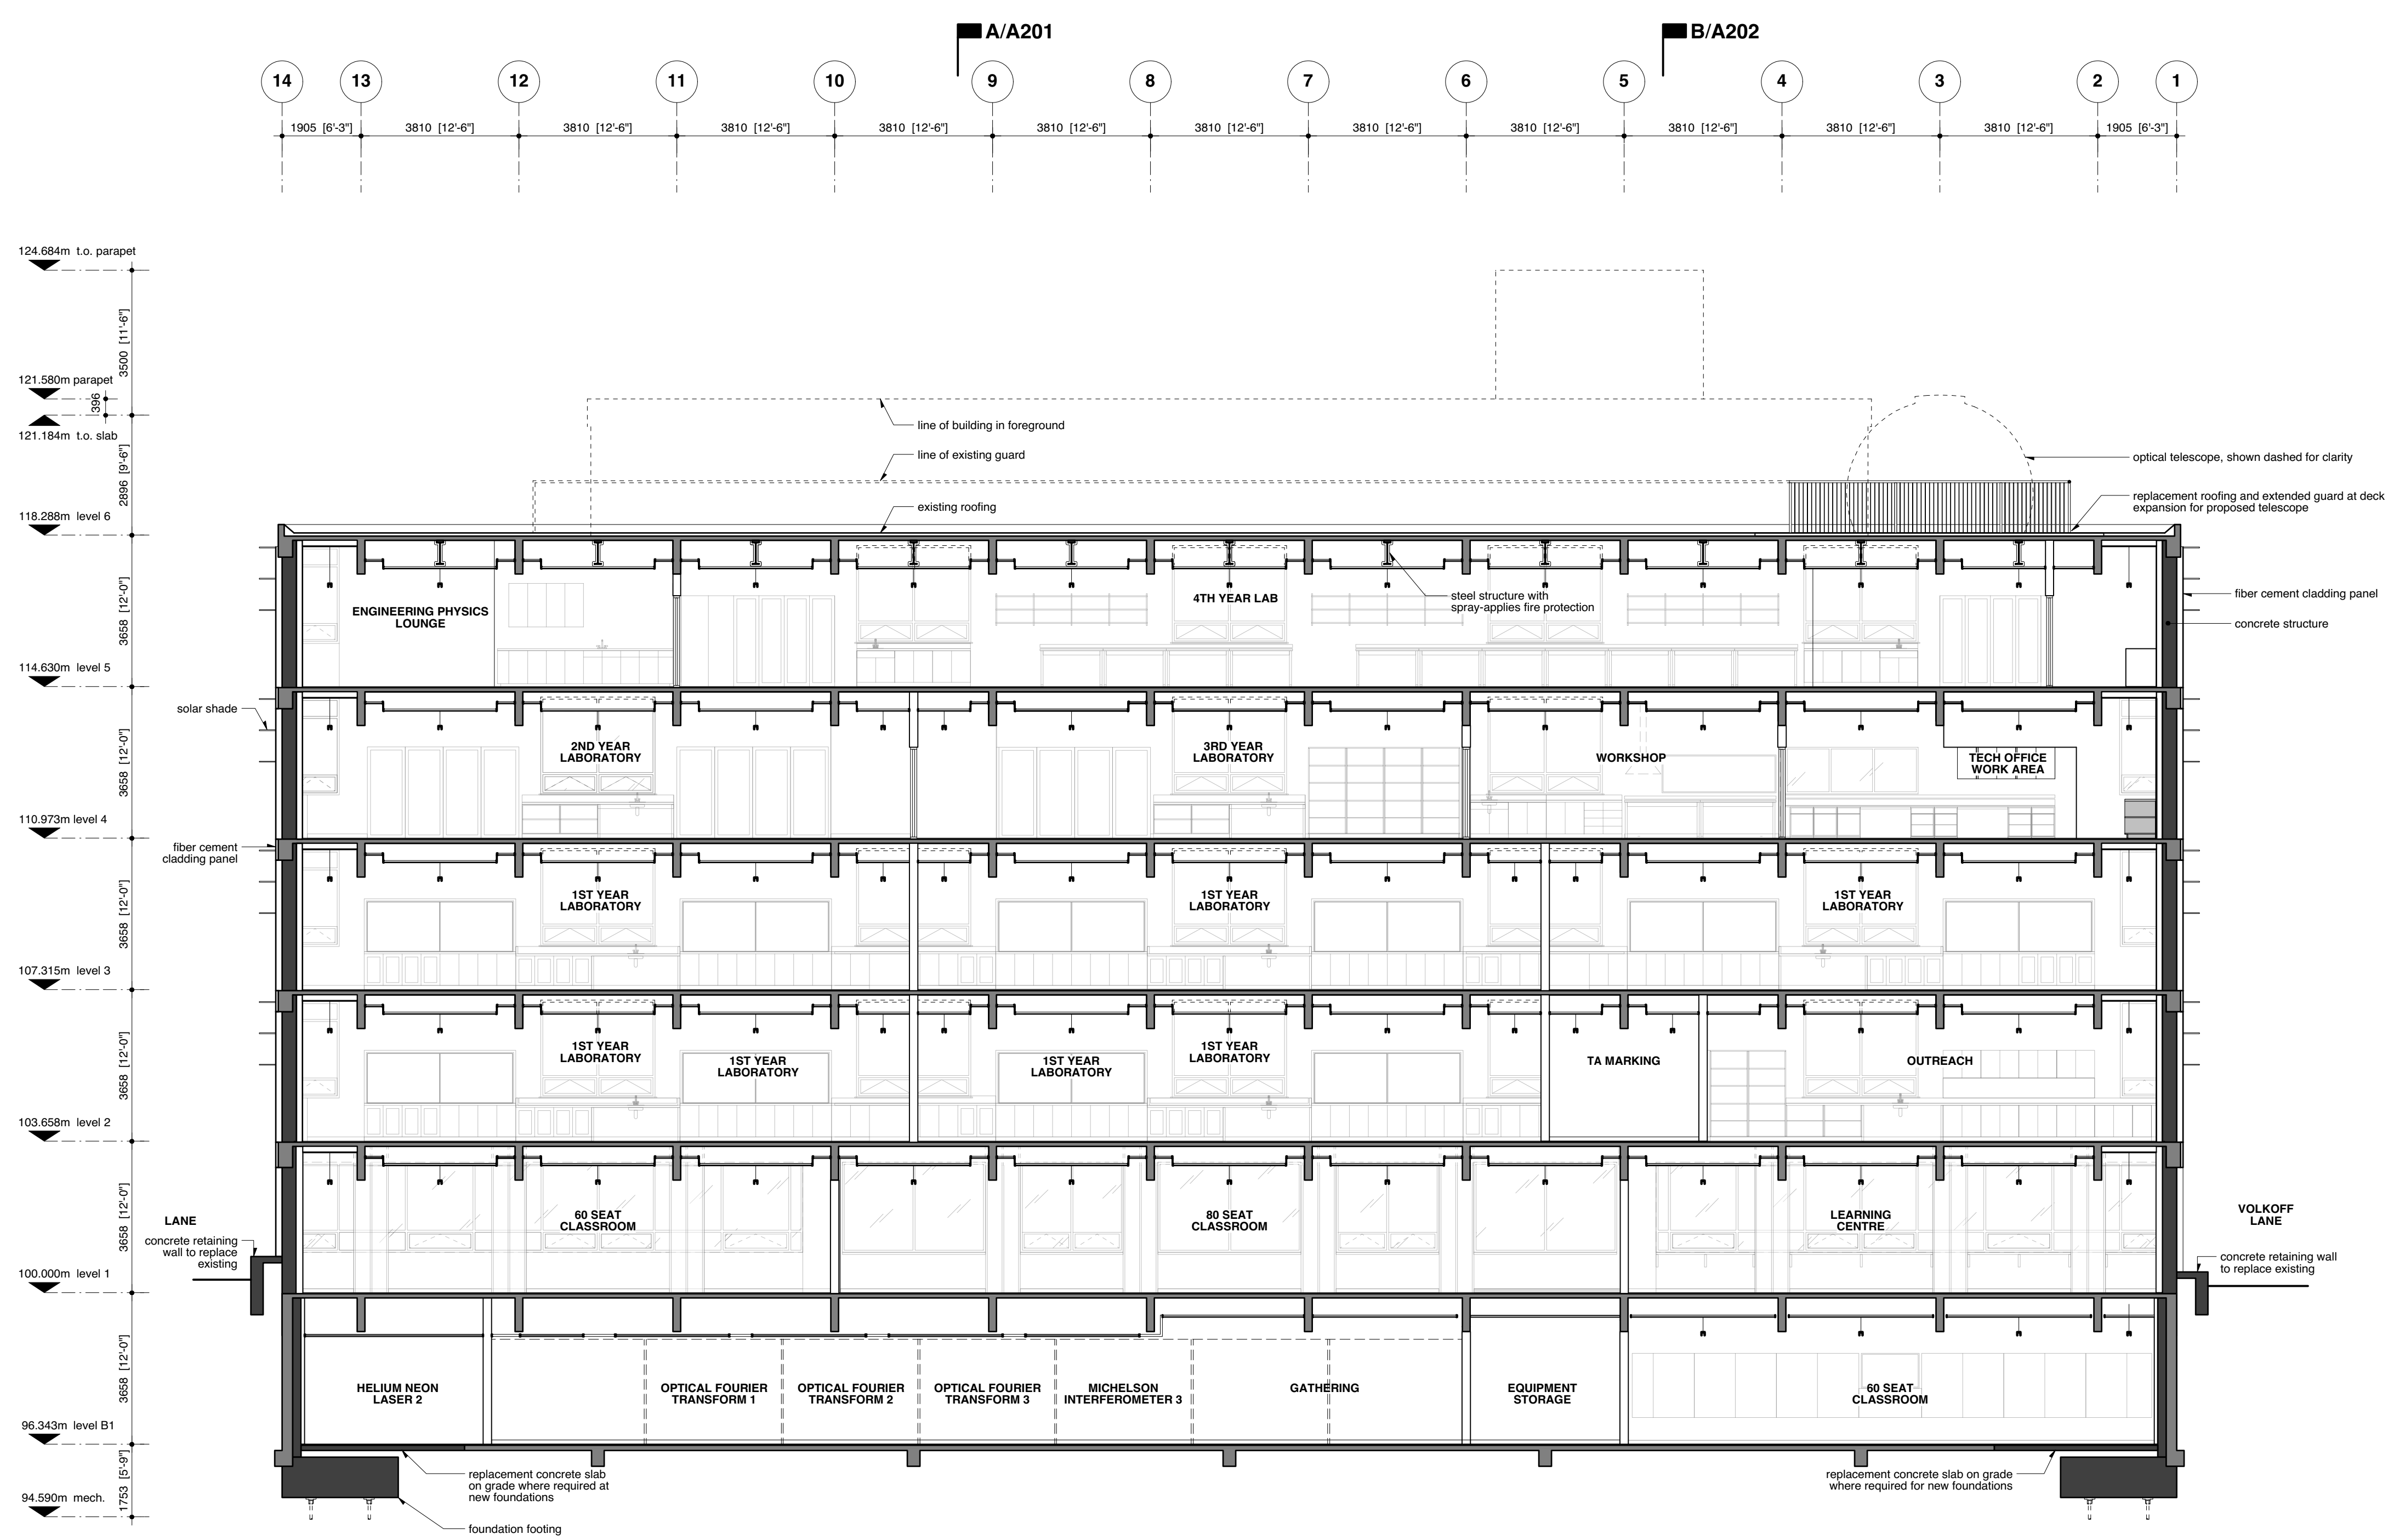 A/A201
B/A202
14 13 12 11 10 9 8 7 6 5 4 3 2 1
1905 [6'-3"] 3810 [12'-6"] 3810 [12'-6"] 3810 [12'-6"] 3810 [12'-6"] 3810 [12'-6"] 3810 [12'-6"] 3810 [12'-6"] 3810 [12'-6"] 3810 [12'-6"] 3810 [12'-6"] 3810 [12'-6"] 1905 [6'-3"]
124.684m t.o. parapet
3500 [11'-6"]
121.580m parapet
396
121.184m t.o. slab
2896 [9'-6"]
118.288m level 6
3658 [12'-0"]
114.630m level 5
3658 [12'-0"]
110.973m level 4
3658 [12'-0"]
107.315m level 3
3658 [12'-0"]
103.658m level 2
3658 [12'-0"]
100.000m level 1
3658 [12'-0"]
96.343m level B1
1753 [5'-9"]
94.590m mech.
line of building in foreground
line of existing guard
existing roofing
optical telescope, shown dashed for clarity
replacement roofing and extended guard at deck
expansion for proposed telescope
ENGINEERING PHYSICS
LOUNGE
4TH YEAR LAB
steel structure with
spray-applies fire protection
fiber cement cladding panel
concrete structure
solar shade
2ND YEAR
LABORATORY
3RD YEAR
LABORATORY
WORKSHOP
TECH OFFICE
WORK AREA
fiber cement
cladding panel
1ST YEAR
LABORATORY
1ST YEAR
LABORATORY
1ST YEAR
LABORATORY
1ST YEAR
LABORATORY
1ST YEAR
LABORATORY
1ST YEAR
LABORATORY
1ST YEAR
LABORATORY
TA MARKING
OUTREACH
LANE
concrete retaining
wall to replace
existing
60 SEAT
CLASSROOM
80 SEAT
CLASSROOM
LEARNING
CENTRE
VOLKOFF
LANE
concrete retaining wall
to replace existing
HELIUM NEON
LASER 2
OPTICAL FOURIER
TRANSFORM 1
OPTICAL FOURIER
TRANSFORM 2
OPTICAL FOURIER
TRANSFORM 3
MICHELSON
INTERFEROMETER 3
GATHERING
EQUIPMENT
STORAGE
60 SEAT
CLASSROOM
replacement concrete slab
on grade where required at
new foundations
foundation footing
replacement concrete slab on grade
where required for new foundations